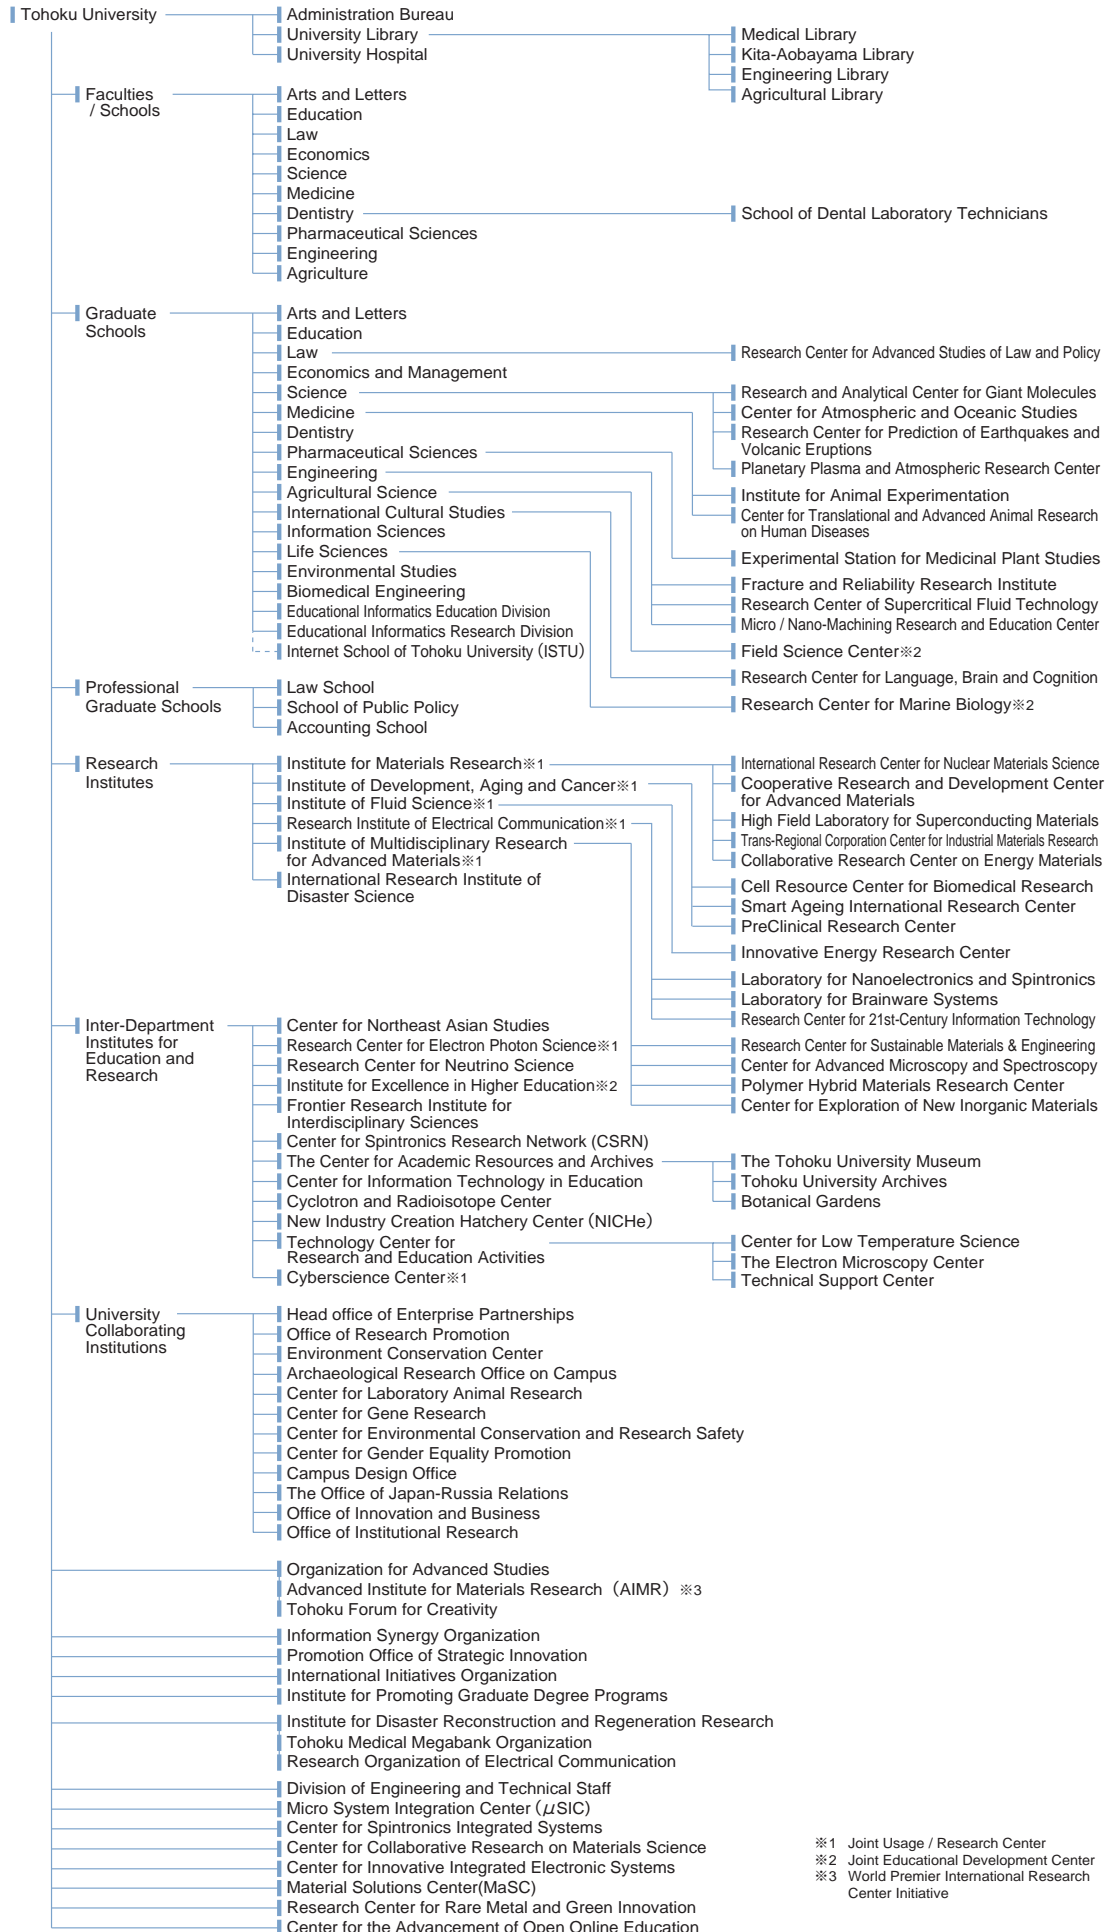 Tohoku University
Administration Bureau
University Library
University Hospital
Medical Library
Kita-Aobayama Library
Engineering Library
Agricultural Library
Faculties
/ Schools
Arts and Letters
Education
Law
Economics
Science
Medicine
Dentistry
Pharmaceutical Sciences
Engineering
Agriculture
School of Dental Laboratory Technicians
Graduate
Schools
Arts and Letters
Education
Law
Economics and Management
Science
Medicine
Dentistry
Pharmaceutical Sciences
Engineering
Agricultural Science
International Cultural Studies
Information Sciences
Life Sciences
Environmental Studies
Biomedical Engineering
Educational Informatics Education Division
Educational Informatics Research Division
Internet School of Tohoku University (ISTU)
Research Center for Advanced Studies of Law and Policy
Research and Analytical Center for Giant Molecules
Center for Atmospheric and Oceanic Studies
Research Center for Prediction of Earthquakes and
Volcanic Eruptions
Planetary Plasma and Atmospheric Research Center
Institute for Animal Experimentation
Center for Translational and Advanced Animal Research
on Human Diseases
Experimental Station for Medicinal Plant Studies
Fracture and Reliability Research Institute
Research Center of Supercritical Fluid Technology
Micro / Nano-Machining Research and Education Center
Field Science Center※2
Research Center for Language, Brain and Cognition
Research Center for Marine Biology※2
Professional
Graduate Schools
Law School
School of Public Policy
Accounting School
Research
Institutes
Institute for Materials Research※1
Institute of Development, Aging and Cancer※1
Institute of Fluid Science※1
Research Institute of Electrical Communication※1
Institute of Multidisciplinary Research
for Advanced Materials※1
International Research Institute of
Disaster Science
International Research Center for Nuclear Materials Science
Cooperative Research and Development Center
for Advanced Materials
High Field Laboratory for Superconducting Materials
Trans-Regional Corporation Center for Industrial Materials Research
Collaborative Research Center on Energy Materials
Cell Resource Center for Biomedical Research
Smart Ageing International Research Center
PreClinical Research Center
Innovative Energy Research Center
Laboratory for Nanoelectronics and Spintronics
Laboratory for Brainware Systems
Research Center for 21st-Century Information Technology
Research Center for Sustainable Materials & Engineering
Center for Advanced Microscopy and Spectroscopy
Polymer Hybrid Materials Research Center
Center for Exploration of New Inorganic Materials
Inter-Department
Institutes for
Education and
Research
Center for Northeast Asian Studies
Research Center for Electron Photon Science※1
Research Center for Neutrino Science
Institute for Excellence in Higher Education※2
Frontier Research Institute for
Interdisciplinary Sciences
Center for Spintronics Research Network (CSRN)
The Center for Academic Resources and Archives
Center for Information Technology in Education
Cyclotron and Radioisotope Center
New Industry Creation Hatchery Center (NICHe)
Technology Center for
Research and Education Activities
Cyberscience Center※1
The Tohoku University Museum
Tohoku University Archives
Botanical Gardens
Center for Low Temperature Science
The Electron Microscopy Center
Technical Support Center
University
Collaborating
Institutions
Head office of Enterprise Partnerships
Office of Research Promotion
Environment Conservation Center
Archaeological Research Office on Campus
Center for Laboratory Animal Research
Center for Gene Research
Center for Environmental Conservation and Research Safety
Center for Gender Equality Promotion
Campus Design Office
The Office of Japan-Russia Relations
Office of Innovation and Business
Office of Institutional Research
Organization for Advanced Studies
Advanced Institute for Materials Research (AIMR) ※3
Tohoku Forum for Creativity
Information Synergy Organization
Promotion Office of Strategic Innovation
International Initiatives Organization
Institute for Promoting Graduate Degree Programs
Institute for Disaster Reconstruction and Regeneration Research
Tohoku Medical Megabank Organization
Research Organization of Electrical Communication
Division of Engineering and Technical Staff
Micro System Integration Center (μSIC)
Center for Spintronics Integrated Systems
Center for Collaborative Research on Materials Science
Center for Innovative Integrated Electronic Systems
Material Solutions Center(MaSC)
Research Center for Rare Metal and Green Innovation
Center for the Advancement of Open Online Education
※1 Joint Usage / Research Center
※2 Joint Educational Development Center
※3 World Premier International Research
Center Initiative